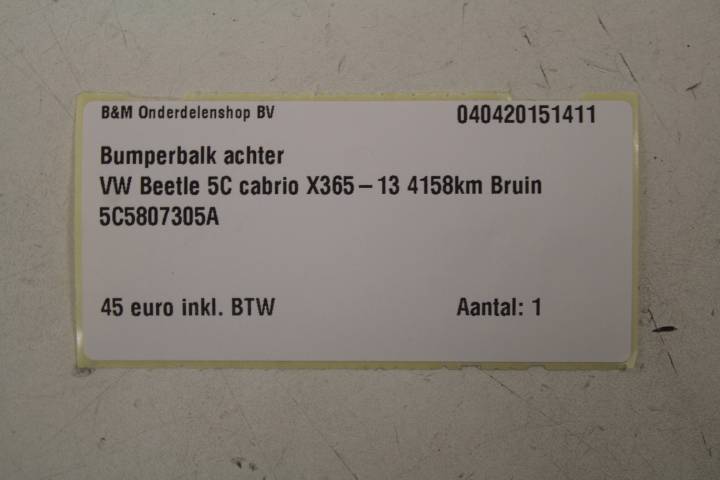 B&M Onderdelenshop BV 040420151411
Bumperbalk achter
VW Beetle 5C cabrio X365-13 4158km Bruin
5C5807305A
45 euro inkl. BTW Aantal: 1